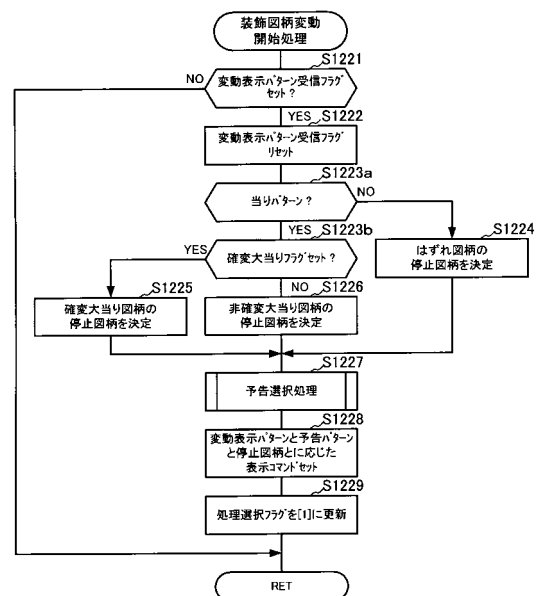 装飾図柄変動
開始処理
S1221
NO
変動表示パターン受信フラグ
セット?
YES
S1222
変動表示パターン受信フラグ
リセット
S1223a
当りパターン?
NO
YES
S1223b
S1224
はずれ図柄の
停止図柄を決定
YES
確変大当りフラグセット?
S1225
NO
S1226
確変大当り図柄の
停止図柄を決定
非確変大当り図柄の
停止図柄を決定
S1227
予告選択処理
S1228
変動表示パターンと予告パターン
と停止図柄とに応じた
表示コマンドセット
S1229
処理選択フラグを[1]に更新
RET